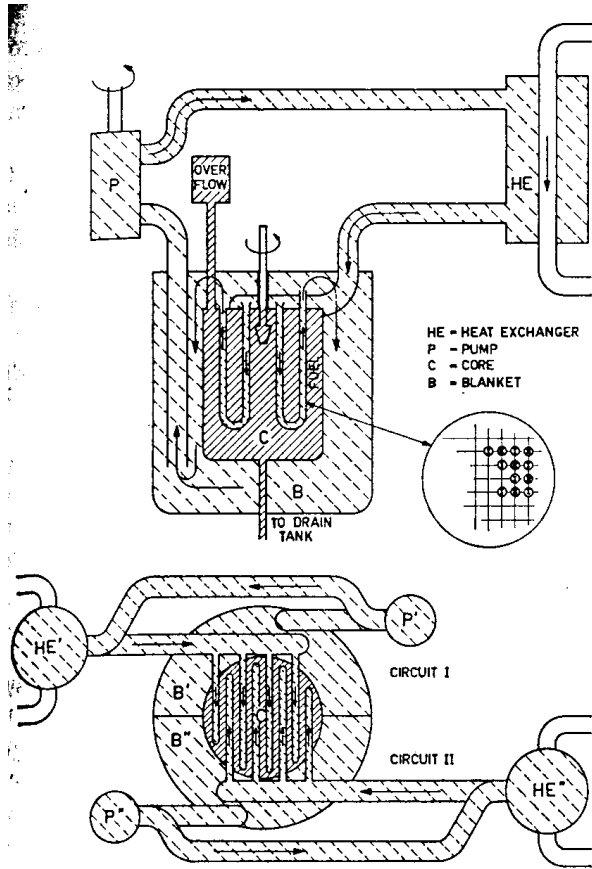 P
OVER
FLOW
HE
HE = HEAT EXCHANGER
P - PUMP
C - CORE
B - BLANKET
FUEL
C
B
TO DRAIN
TANK
HE'
P'
B'
CIRCUIT I
C
B"
CIRCUIT II
P"
HE"